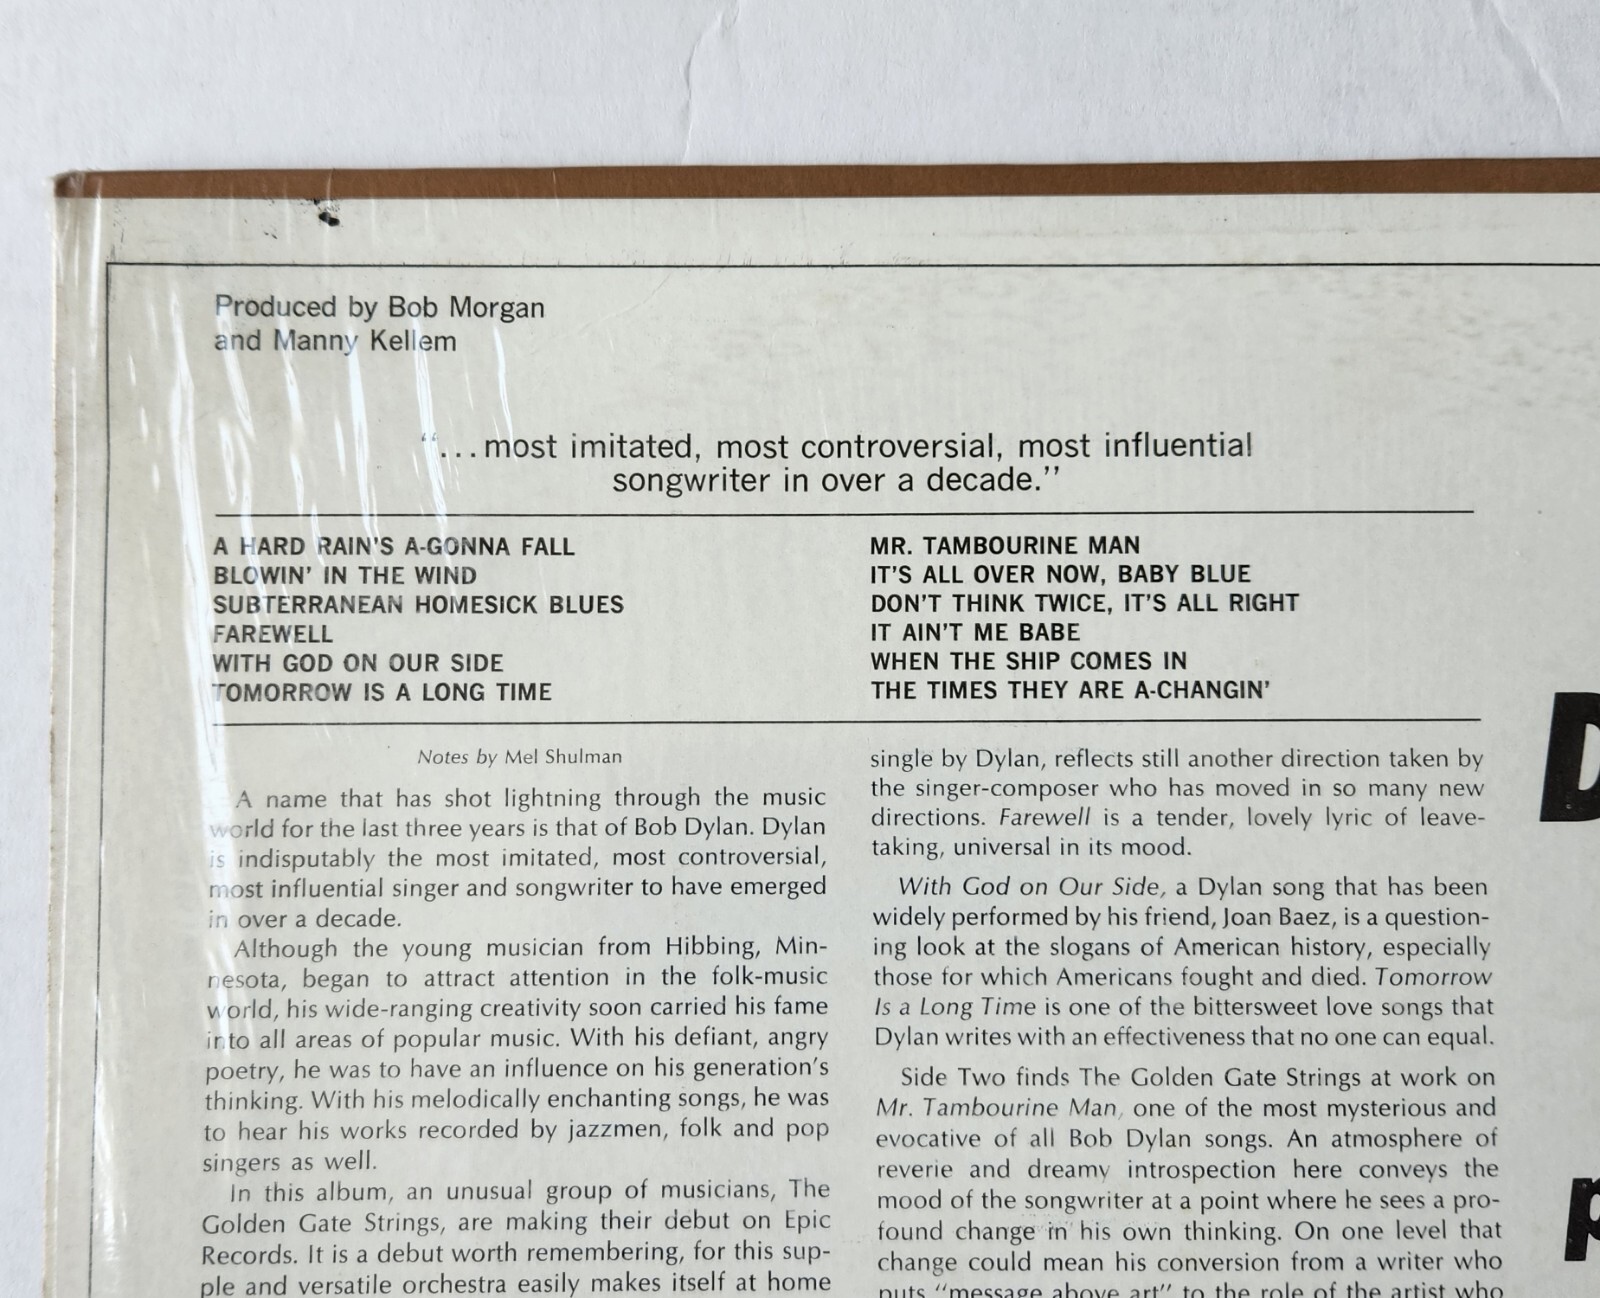 Produced by Bob Morgan
and Manny Kellem
“...most imitated, most controversial, most influential
songwriter in over a decade.”
A HARD RAIN'S A-GONNA FALL
BLOWIN' IN THE WIND
SUBTERRANEAN HOMESICK BLUES
FAREWELL
WITH GOD ON OUR SIDE
TOMORROW IS A LONG TIME
MR. TAMBOURINE MAN
IT'S ALL OVER NOW, BABY BLUE
DON'T THINK TWICE, IT'S ALL RIGHT
IT AIN'T ME BABE
WHEN THE SHIP COMES IN
THE TIMES THEY ARE A-CHANGIN'
Notes by Mel Shulman
A name that has shot lightning through the music
world for the last three years is that of Bob Dylan. Dylan
is indisputably the most imitated, most controversial,
most influential singer and songwriter to have emerged
in over a decade.
Although the young musician from Hibbing, Min-
nesota, began to attract attention in the folk-music
world, his wide-ranging creativity soon carried his fame
into all areas of popular music. With his defiant, angry
poetry, he was to have an influence on his generation's
thinking. With his melodically enchanting songs, he was
to hear his works recorded by jazzmen, folk and pop
singers as well.
In this album, an unusual group of musicians, The
Golden Gate Strings, are making their debut on Epic
Records. It is a debut worth remembering, for this sup-
ple and versatile orchestra easily makes itself at home
single by Dylan, reflects still another direction taken by
the singer-composer who has moved in so many new
directions. Farewell is a tender, lovely lyric of leave-
taking, universal in its mood.
With God on Our Side, a Dylan song that has been
widely performed by his friend, Joan Baez, is a question-
ing look at the slogans of American history, especially
those for which Americans fought and died. Tomorrow
Is a Long Time is one of the bittersweet love songs that
Dylan writes with an effectiveness that no one can equal.
Side Two finds The Golden Gate Strings at work on
Mr. Tambourine Man, one of the most mysterious and
evocative of all Bob Dylan songs. An atmosphere of
reverie and dreamy introspection here conveys the
mood of the songwriter at a point where he sees a pro-
found change in his own thinking. On one level that
change could mean his conversion from a writer who
puts “message above art” to the role of the artist who